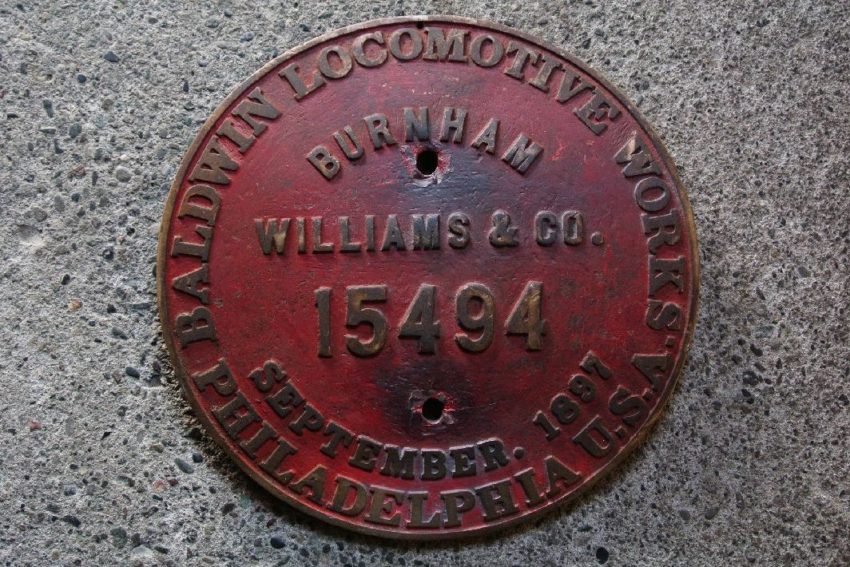 BALDWIN LOCOMOTIVE WORKS.
BURNHAM
WILLIAMS & CO.
15494
SEPTEMBER. 1897
PHILADELPHIA U.S.A.